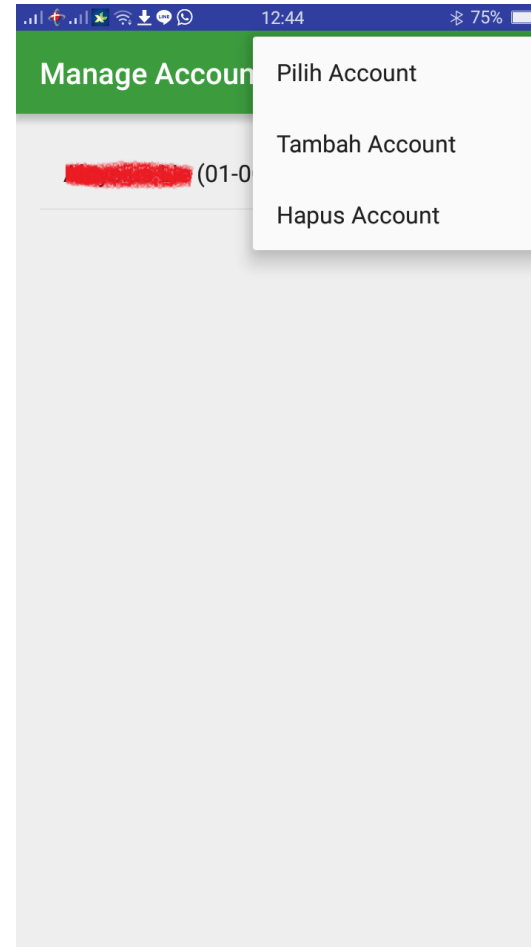 12:44 75%
Manage Accoun
Pilih Account
Tambah Account
Hapus Account
(01-0